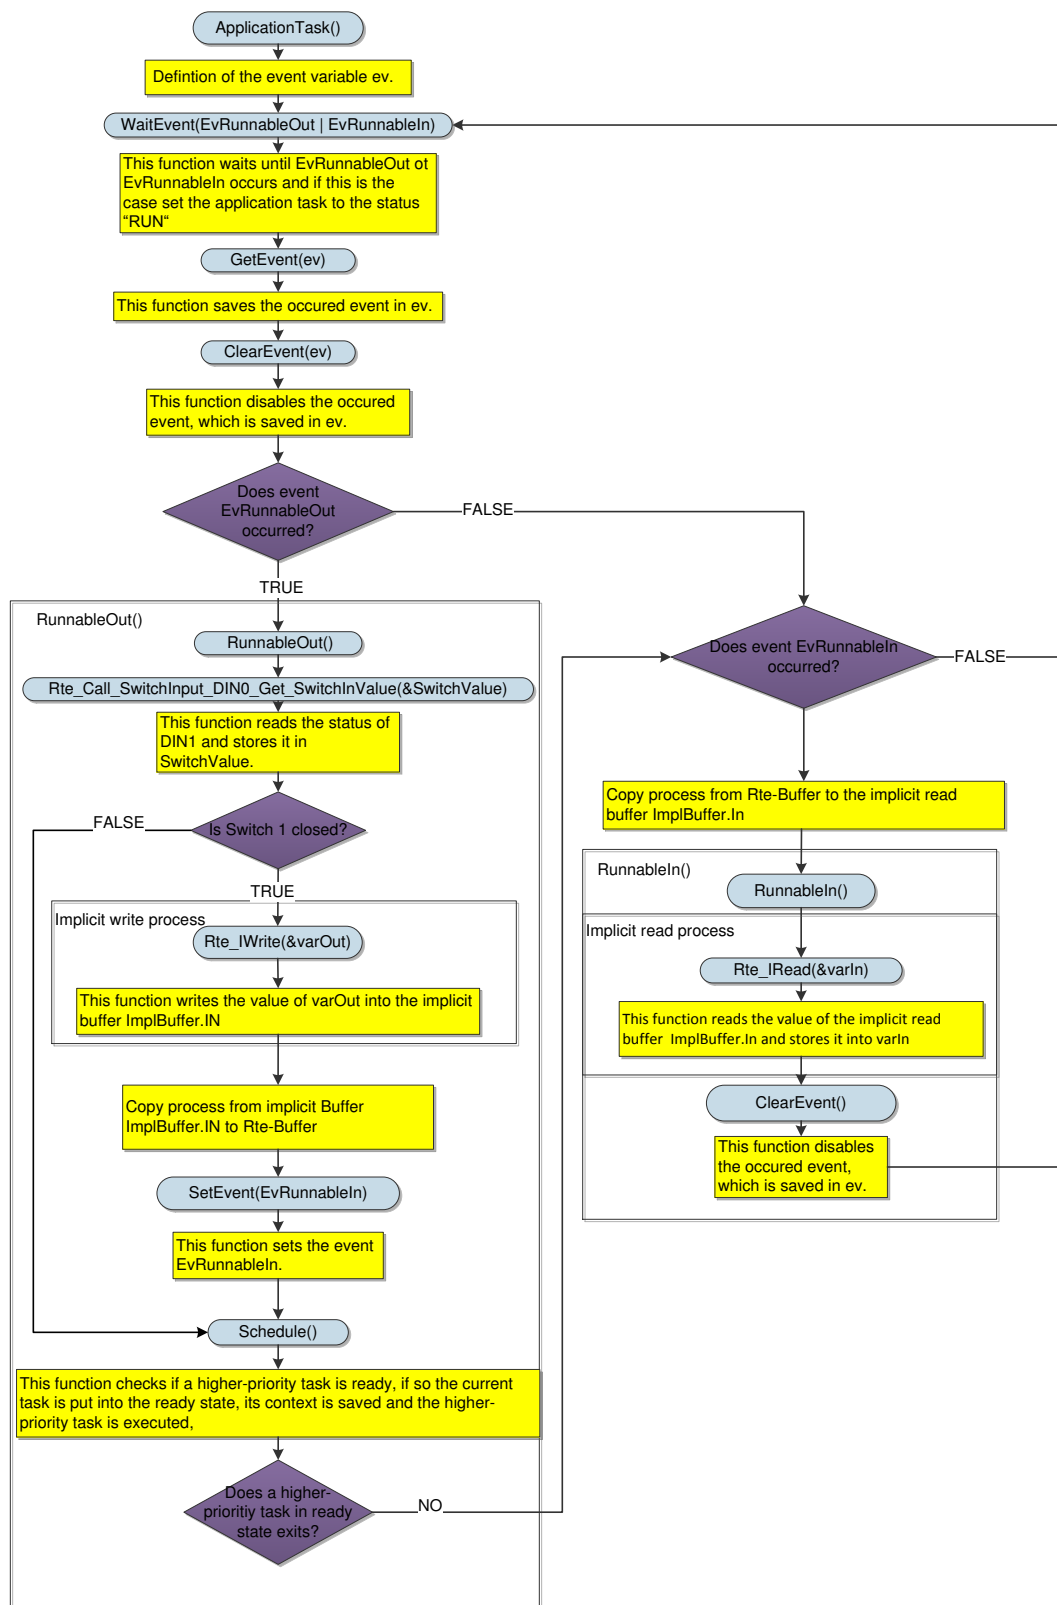 ApplicationTask()
Defintion of the event variable ev.
WaitEvent(EvRunnableOut | EvRunnableIn)
This function waits until EvRunnableOut ot
EvRunnableIn occurs and if this is the
case set the application task to the status
“RUN“
GetEvent(ev)
This function saves the occured event in ev.
ClearEvent(ev)
This function disables the occured
event, which is saved in ev.
Does event
EvRunnableOut
occurred?
FALSE
TRUE
RunnableOut()
RunnableOut()
Rte_Call_SwitchInput_DIN0_Get_SwitchInValue(&SwitchValue)
This function reads the status of
DIN1 and stores it in
SwitchValue.
Is Switch 1 closed?
FALSE
TRUE
Implicit write process
Rte_IWrite(&varOut)
This function writes the value of varOut into the implicit
buffer ImplBuffer.IN
Copy process from implicit Buffer
ImplBuffer.IN to Rte-Buffer
SetEvent(EvRunnableIn)
This function sets the event
EvRunnableIn.
Schedule()
This function checks if a higher-priority task is ready, if so the current
task is put into the ready state, its context is saved and the higher-
priority task is executed,
Does a higher-
prioritiy task in ready
state exits?
NO
Does event EvRunnableIn
occurred?
FALSE
Copy process from Rte-Buffer to the implicit read
buffer ImplBuffer.In
RunnableIn()
RunnableIn()
Implicit read process
Rte_IRead(&varIn)
This function reads the value of the implicit read
buffer ImplBuffer.In and stores it into varIn
ClearEvent()
This function disables
the occured event,
which is saved in ev.